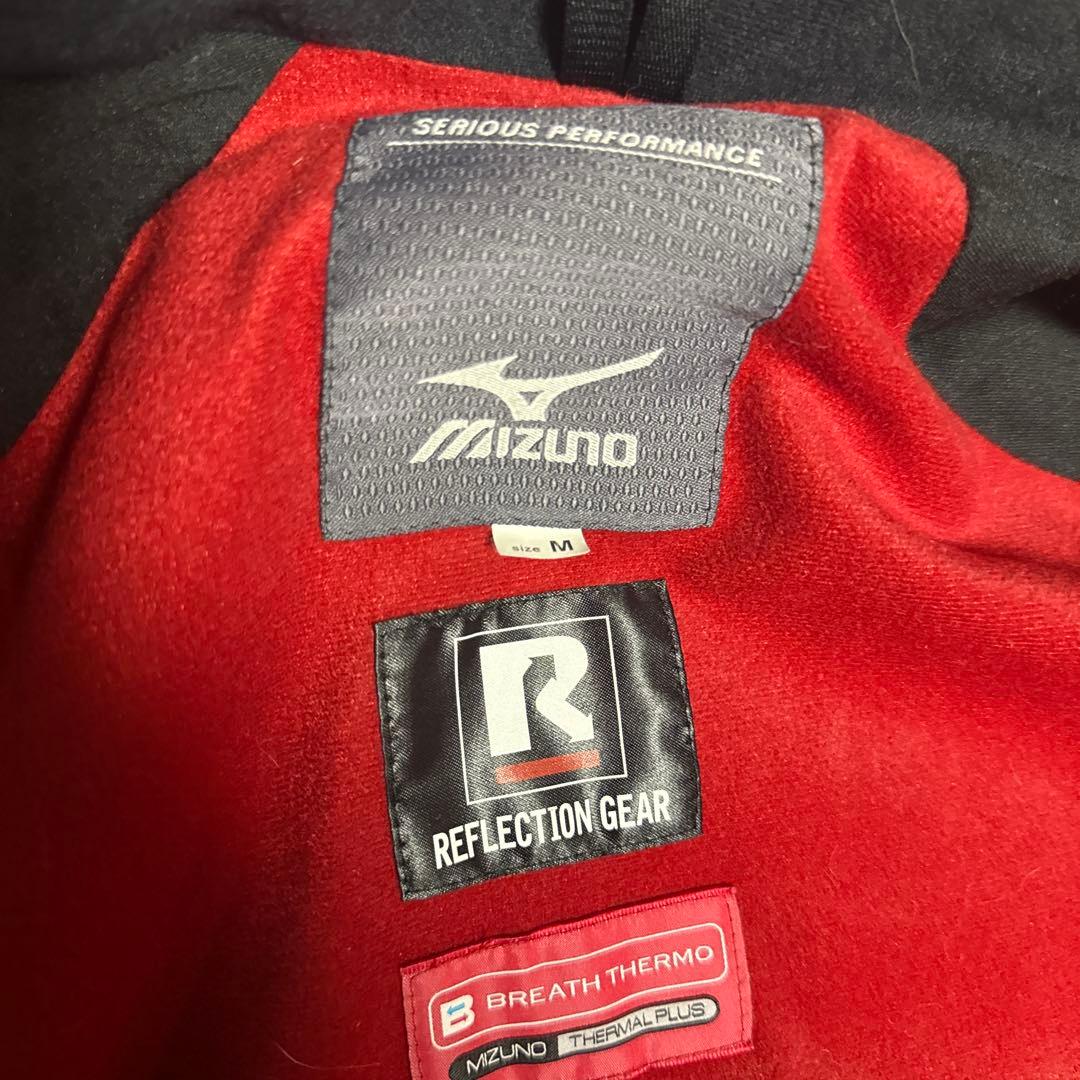 SERIOUS PERFORMANCE
MIZUNO
size M
R
REFLECTION GEAR
B BREATH THERMO
MIZUNO THERMAL PLUS